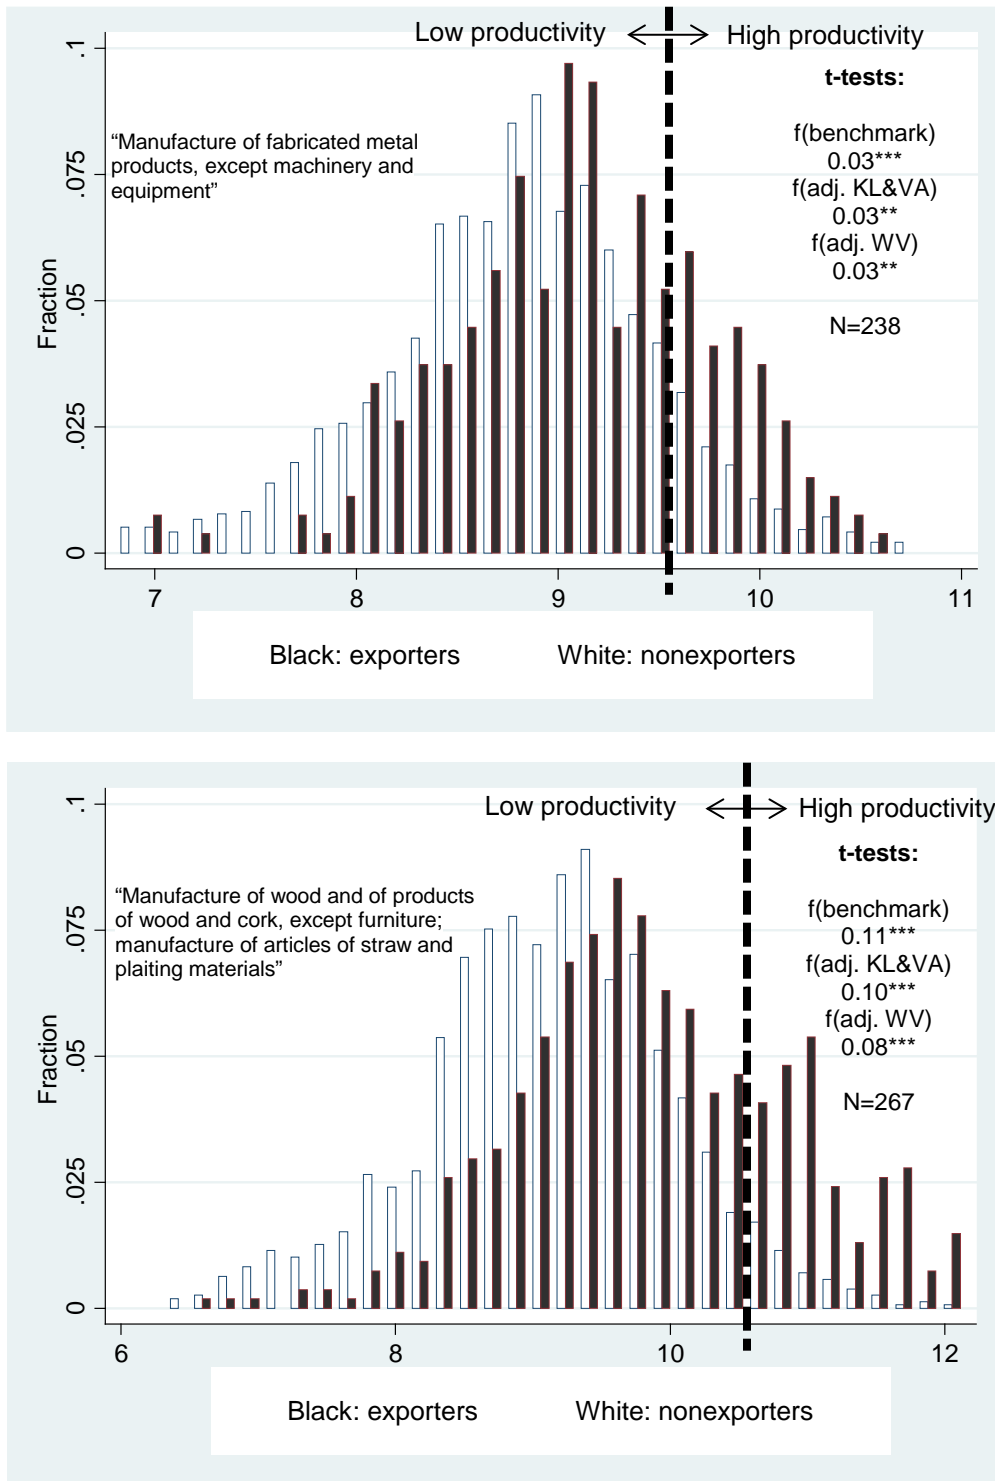 Low productivity
High productivity
t-tests:
“Manufacture of fabricated metal
products, except machinery and
equipment”
f(benchmark)
0.03***
f(adj. KL&VA)
0.03**
f(adj. WV)
0.03**
N=238
Fraction
.1
.075
.05
.025
0
7
8
9
10
11
Black: exporters
White: nonexporters
Low productivity
High productivity
t-tests:
“Manufacture of wood and of products
of wood and cork, except furniture;
manufacture of articles of straw and
plaiting materials”
f(benchmark)
0.11***
f(adj. KL&VA)
0.10***
f(adj. WV)
0.08***
N=267
Fraction
.1
.075
.05
.025
0
6
8
10
12
Black: exporters
White: nonexporters